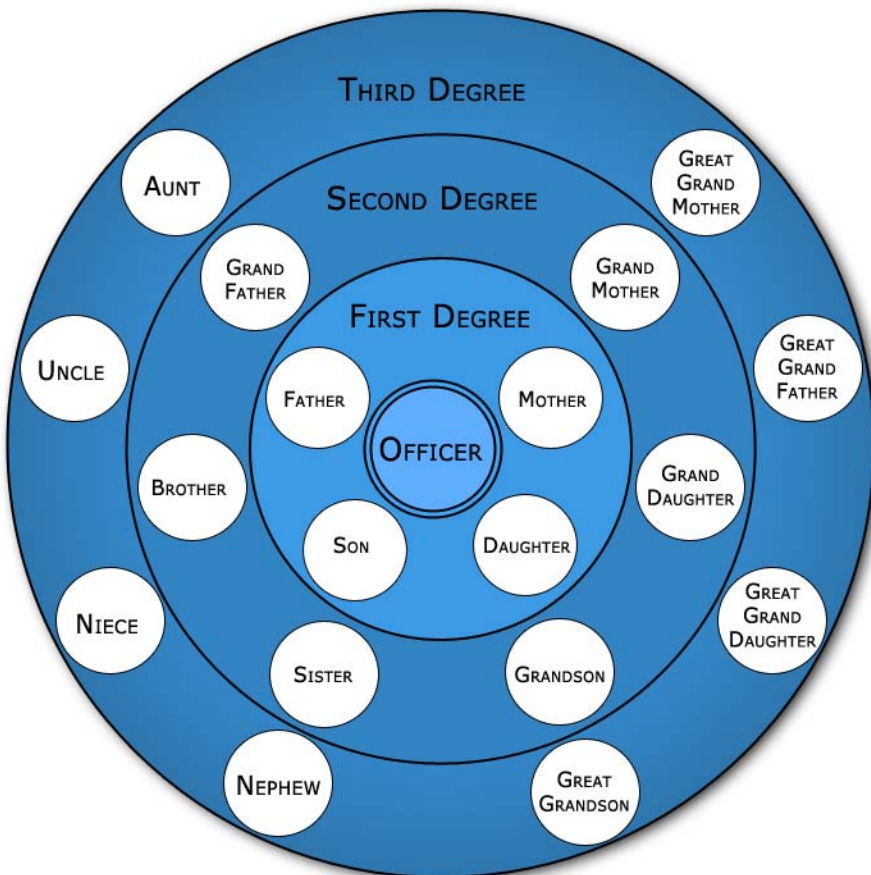 THIRD DEGREE
AUNT
GREAT
GRAND
MOTHER
SECOND DEGREE
GRAND
FATHER
GRAND
MOTHER
FIRST DEGREE
UNCLE
GREAT
GRAND
FATHER
FATHER
MOTHER
OFFICER
BROTHER
GRAND
DAUGHTER
SON
DAUGHTER
NIECE
GREAT
GRAND
DAUGHTER
SISTER
GRANDSON
NEPHEW
GREAT
GRANDSON